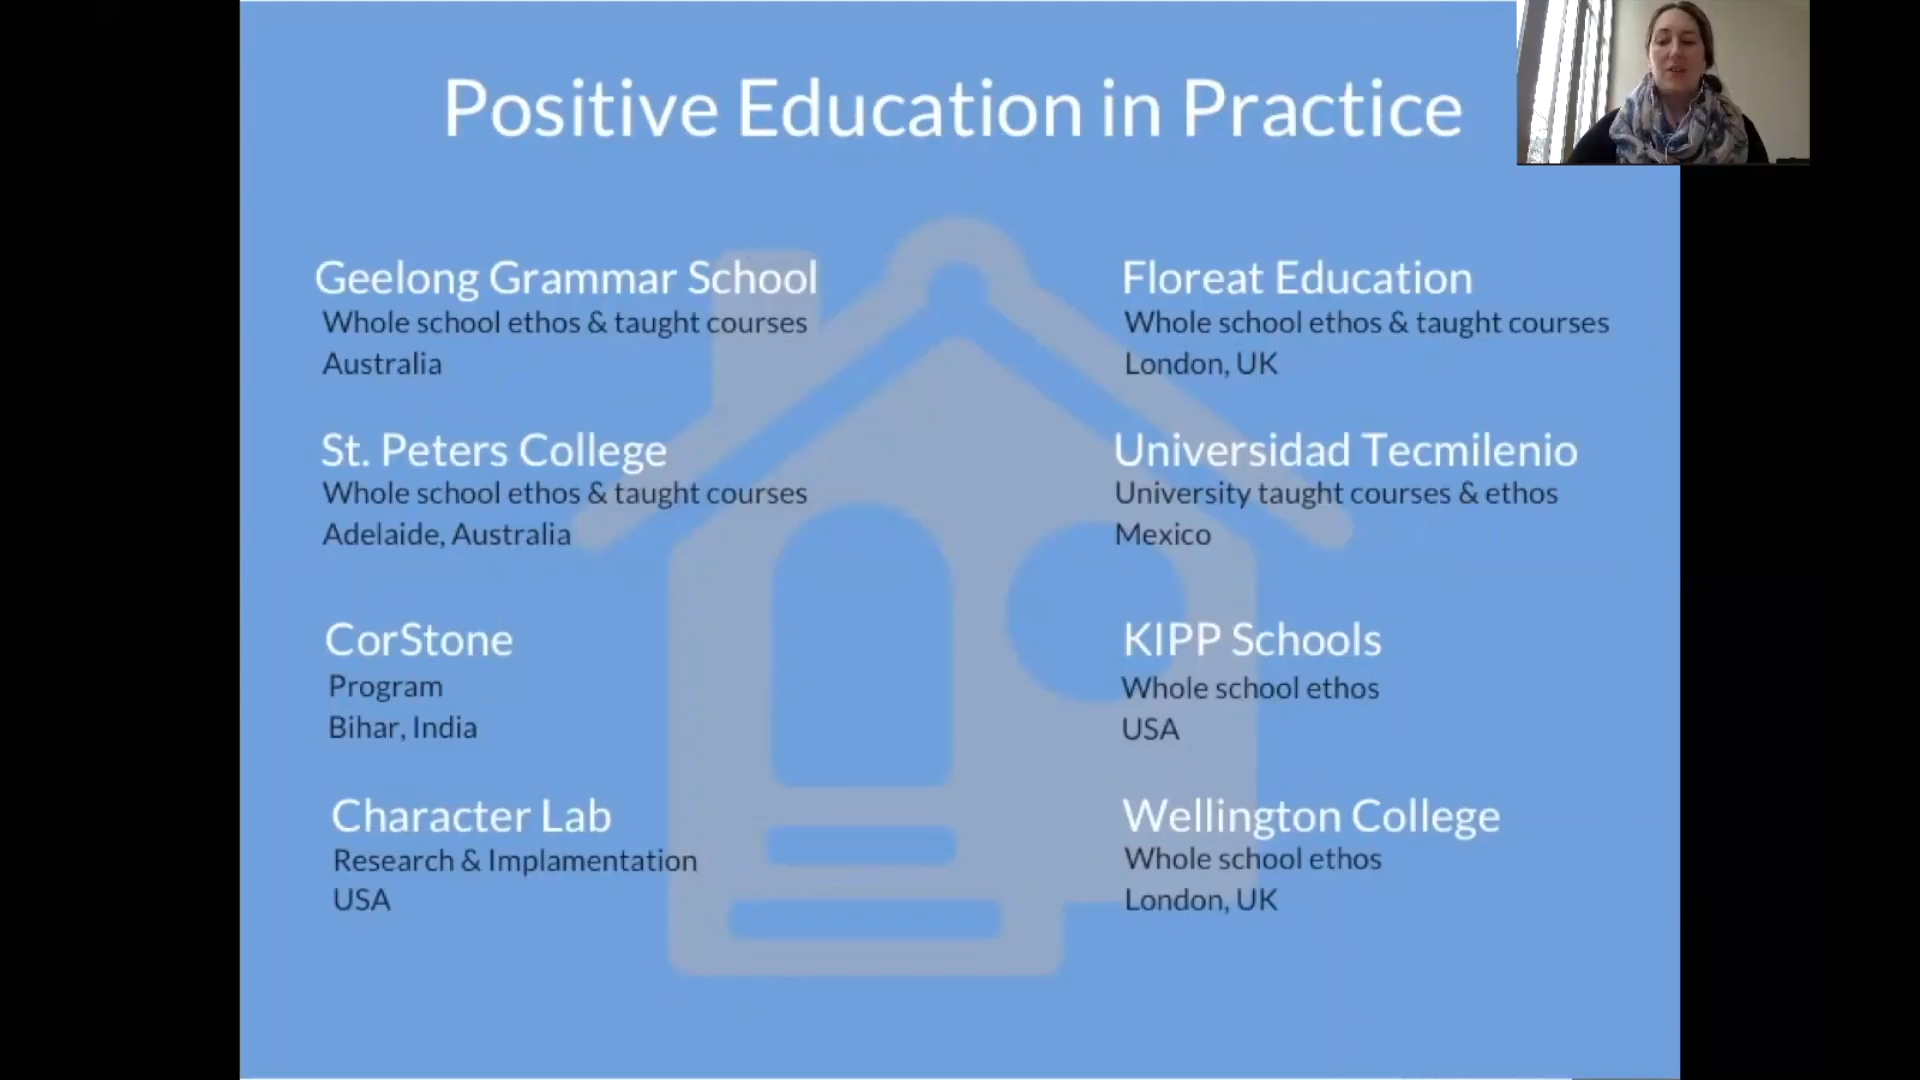 Positive Education in Practice
Geelong Grammar School
Whole school ethos & taught courses
Australia
St. Peters College
Whole school ethos & taught courses
Adelaide, Australia
CorStone
Program
Bihar, India
Character Lab
Research & Implamentation
USA
Floreat Education
Whole school ethos & taught courses
London, UK
Universidad Tecmilenio
University taught courses & ethos
Mexico
KIPP Schools
Whole school ethos
USA
Wellington College
Whole school ethos
London, UK